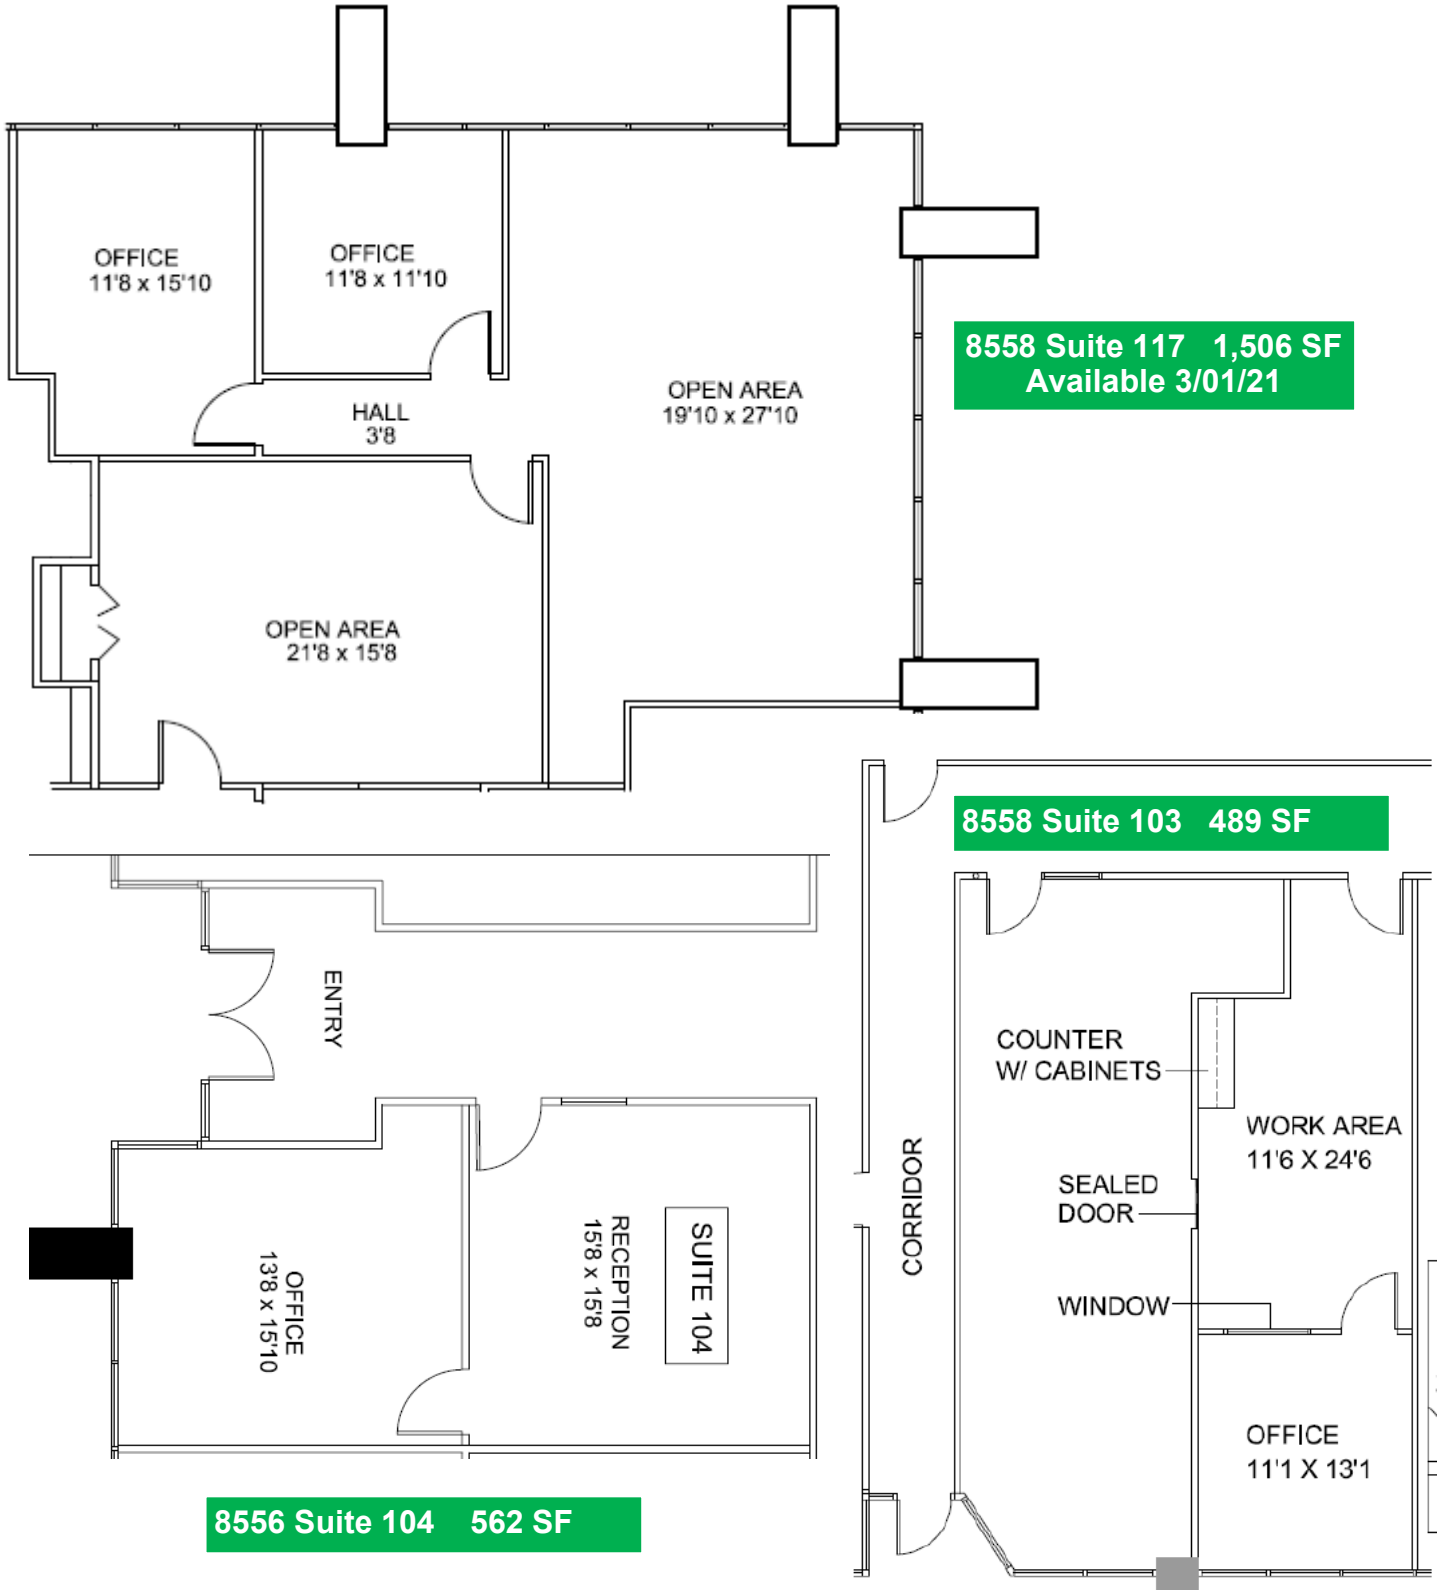 OFFICE
11'8 x 15'10
OFFICE
11'8 x 11'10
HALL
3'8
OPEN AREA
19'10 x 27'10
OPEN AREA
21'8 x 15'8
8558 Suite 117 1,506 SF
Available 3/01/21
8558 Suite 103 489 SF
ENTRY
OFFICE
13'8 x 15'10
RECEPTION
15'8 x 15'8
SUITE 104
8556 Suite 104 562 SF
CORRIDOR
COUNTER
W/ CABINETS
WORK AREA
11'6 X 24'6
SEALED
DOOR
WINDOW
OFFICE
11'1 X 13'1